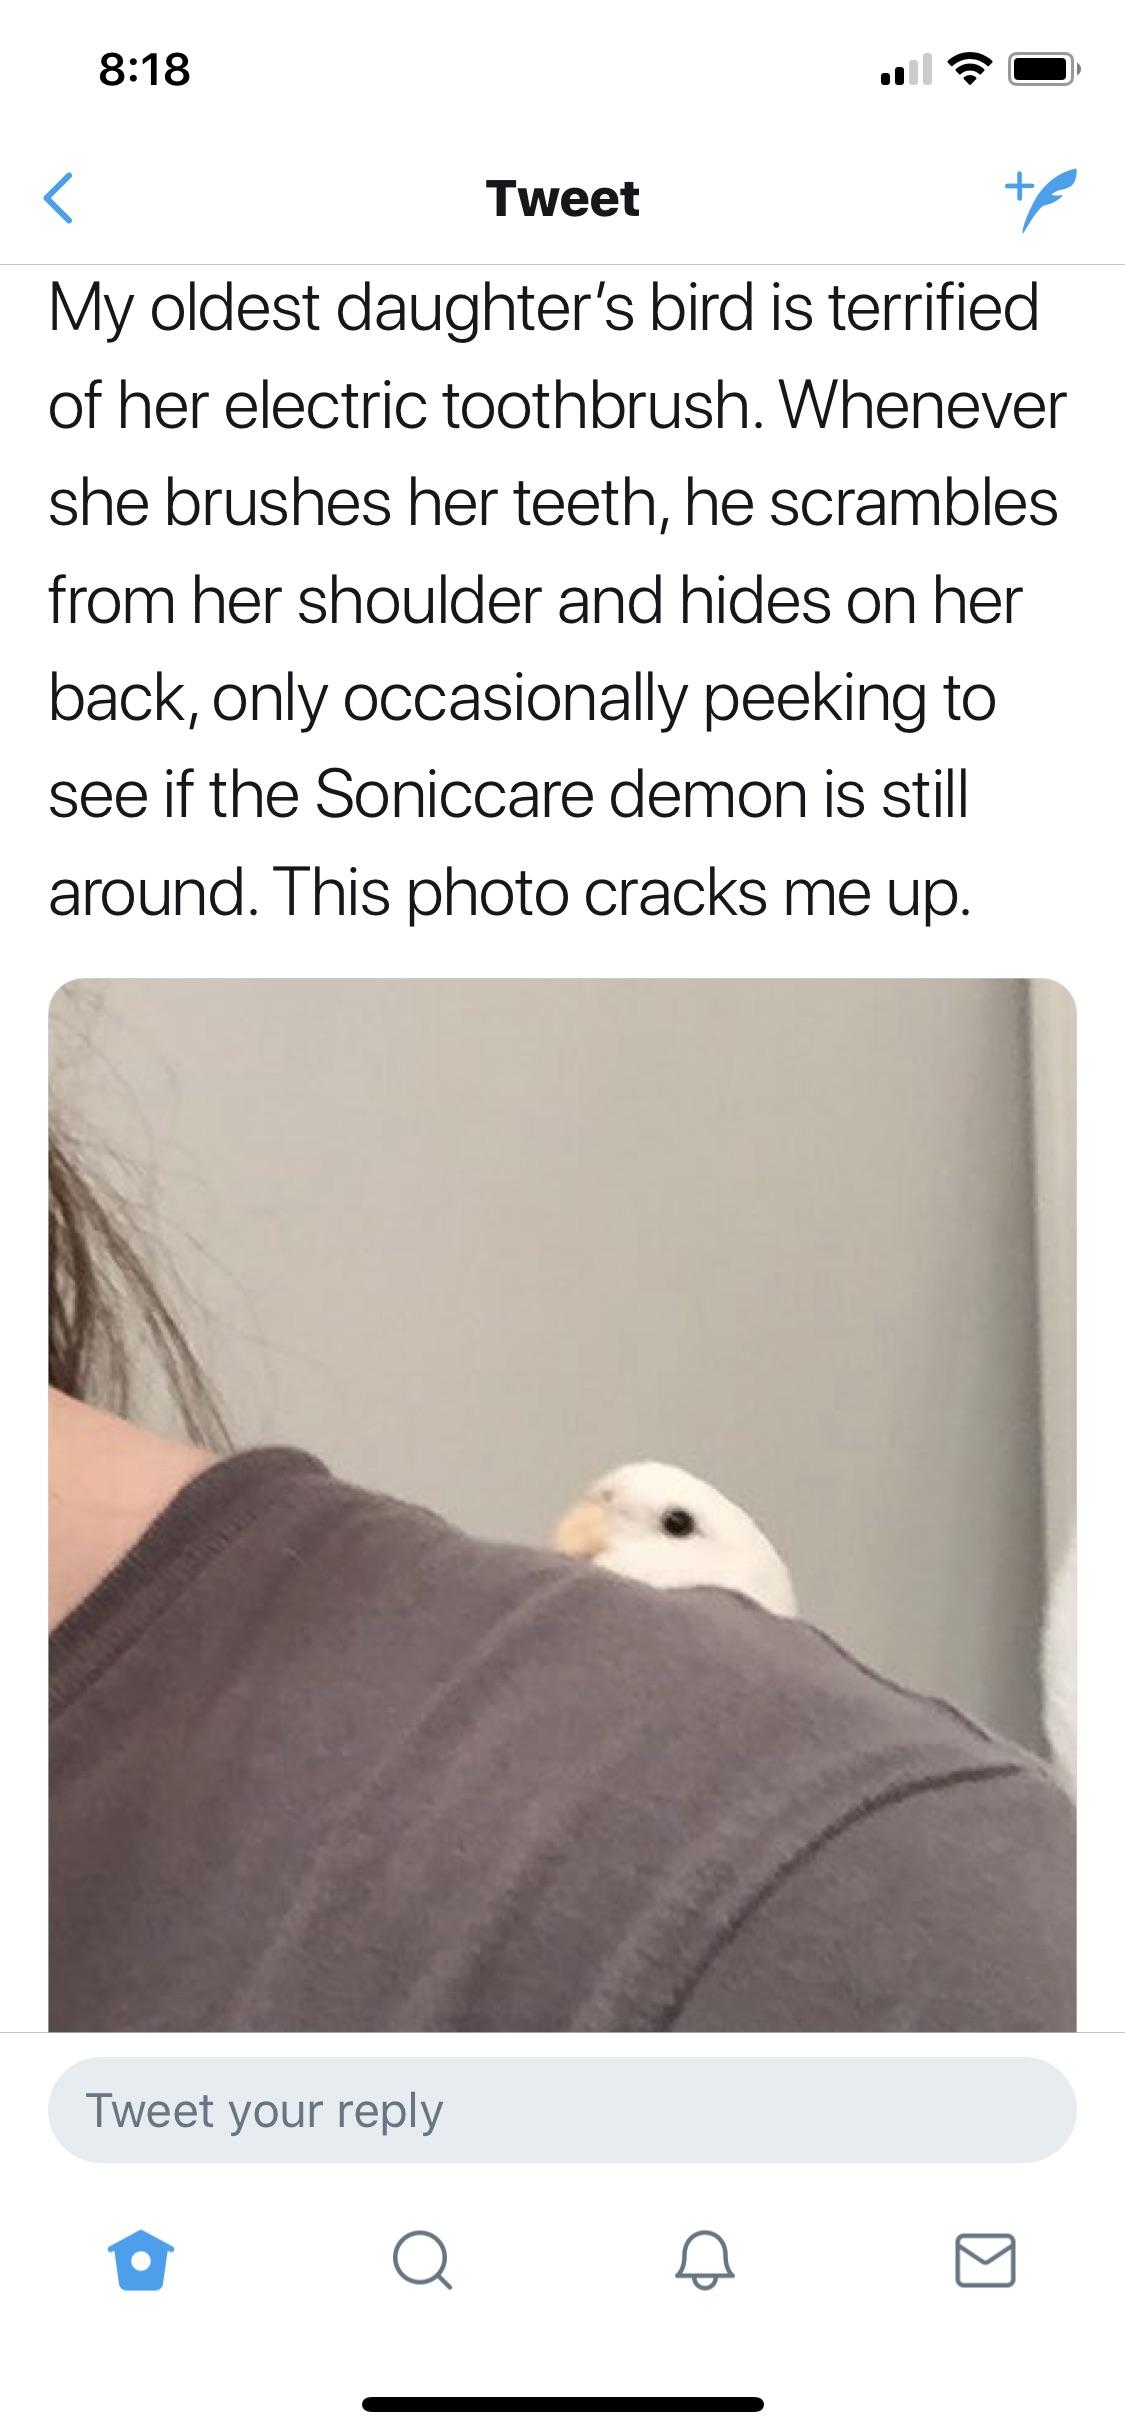 8:18
Tweet
My oldest daughter’s bird is terrified
of her electric toothbrush. Whenever
she brushes her teeth, he scrambles
from her shoulder and hides on her
back, only occasionally peeking to
see if the Soniccare demon is still
around. This photo cracks me up.
Tweet your reply